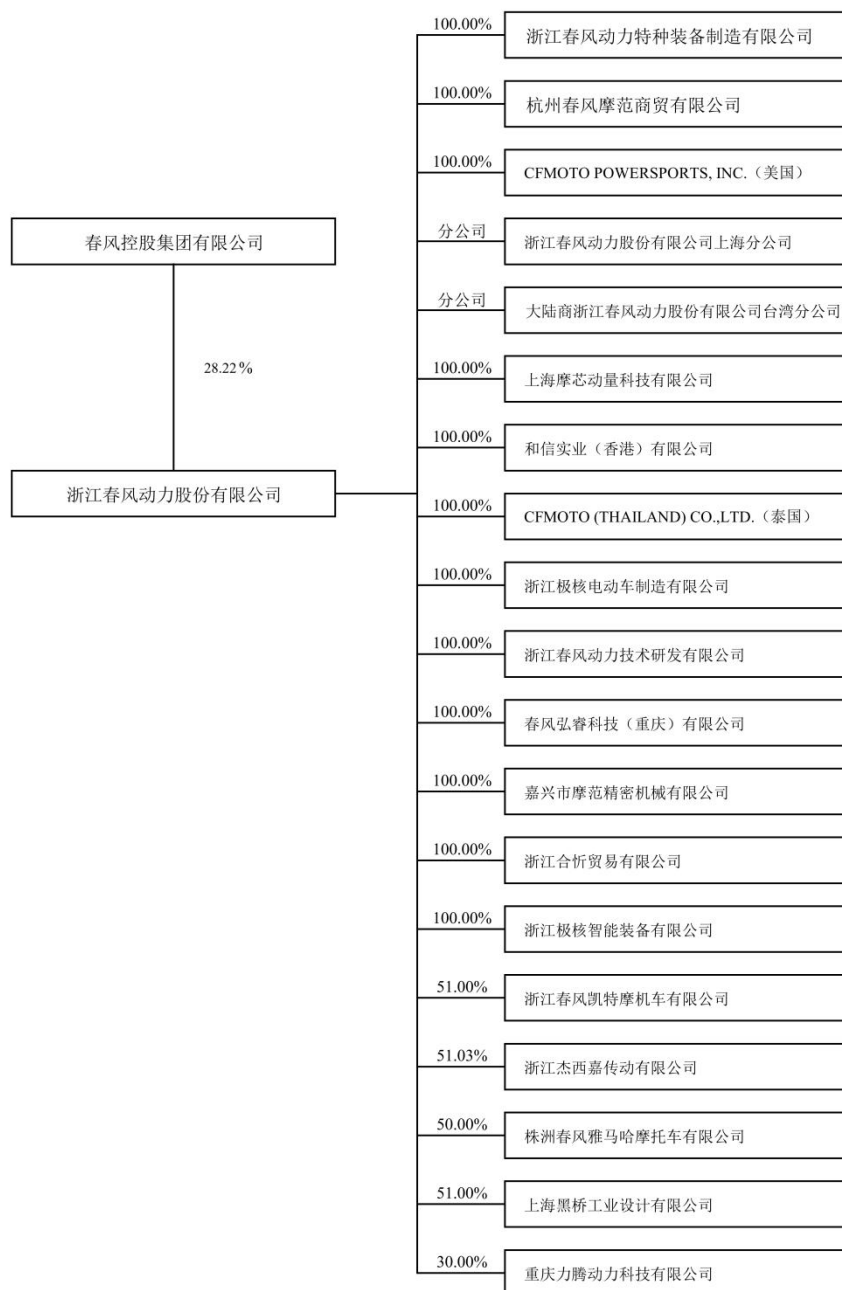 100.00%
浙江春风动力特种装备制造有限公司
100.00%
杭州春风摩范商贸有限公司
100.00%
CFMOTO POWERSPORTS, INC.（美国）
春风控股集团有限公司
分公司
浙江春风动力股份有限公司上海分公司
分公司
大陆商浙江春风动力股份有限公司台湾分公司
28.22%
100.00%
上海摩芯动量科技有限公司
100.00%
和信实业（香港）有限公司
浙江春风动力股份有限公司
100.00%
CFMOTO (THAILAND) CO.,LTD.（泰国）
100.00%
浙江极核电动车制造有限公司
100.00%
浙江春风动力技术研发有限公司
100.00%
春风弘睿科技（重庆）有限公司
100.00%
嘉兴市摩范精密机械有限公司
100.00%
浙江合忻贸易有限公司
100.00%
浙江极核智能装备有限公司
51.00%
浙江春风凯特摩机车有限公司
51.03%
浙江杰西嘉传动有限公司
50.00%
株洲春风雅马哈摩托车有限公司
51.00%
上海黑桥工业设计有限公司
30.00%
重庆力腾动力科技有限公司